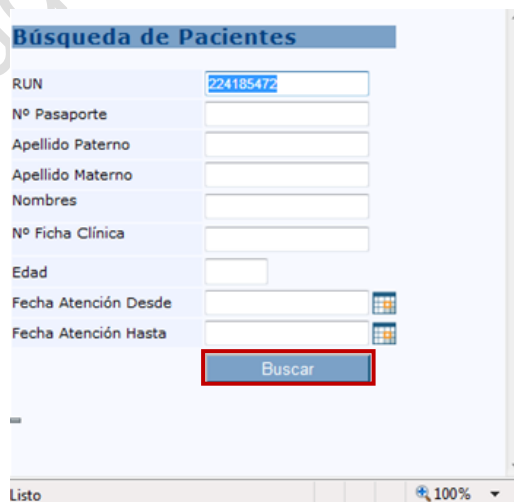 Búsqueda de Pacientes
RUN 224185472
Nº Pasaporte
Apellido Paterno
Apellido Materno
Nombres
Nº Ficha Clínica
Edad
Fecha Atención Desde
Fecha Atención Hasta
Buscar
Listo 100%